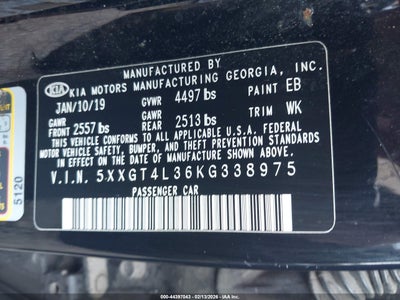 MANUFACTURED BY
KIA KIA MOTORS MANUFACTURING GEORGIA, INC.
JAN/10/19 GVWR 4497 lbs PAINT EB
GAWR FRONT 2557 lbs GAWR REAR 2513 lbs TRIM WK
THIS VEHICLE CONFORMS TO ALL APPLICABLE U.S.A. FEDERAL
MOTOR VEHICLE SAFETY, BUMPER, AND THEFT PREVENTION STANDARDS
IN EFFECT ON THE DATE OF MANUFACTURE SHOWN ABOVE.
V.I.N. 5XXGT4L36KG338975
PASSENGER CAR
5120
000-44397043 - 02/13/2026 - IAA Inc.